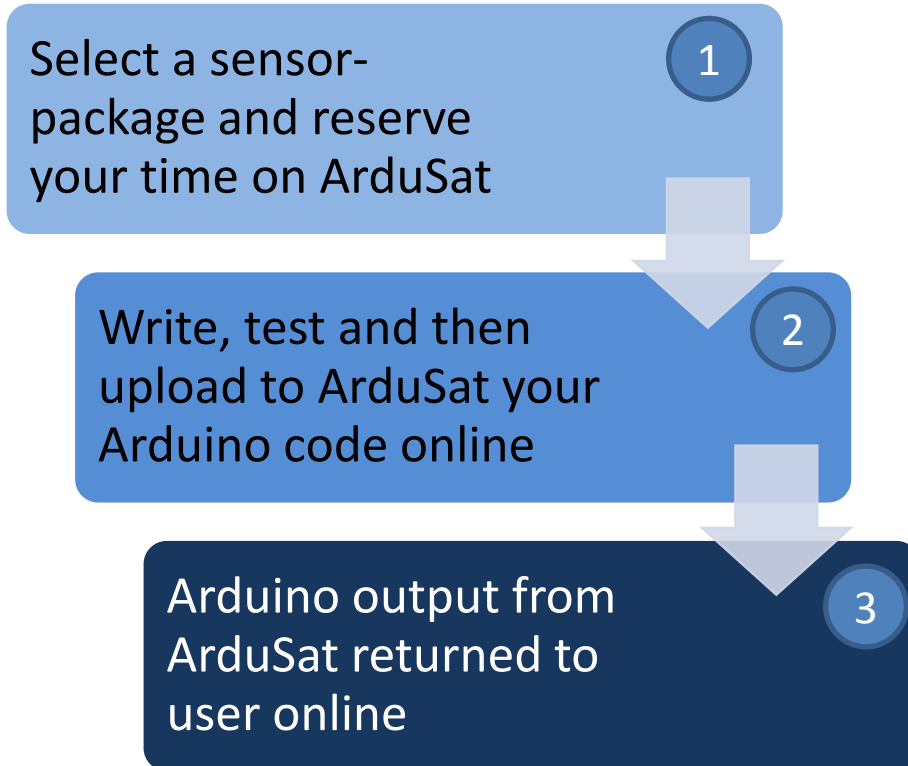 Select a sensor-
package and reserve
your time on ArduSat
1
Write, test and then
upload to ArduSat your
Arduino code online
2
Arduino output from
ArduSat returned to
user online
3